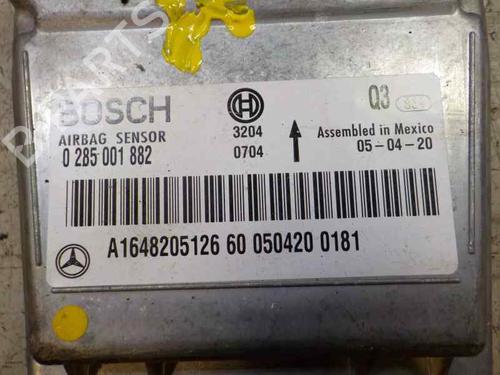 BOSCH
AIRBAG SENSOR
0 285 001 882
3204
0704
Q3
Assembled in Mexico
05-04-20
A1648205126 60 050420 0181